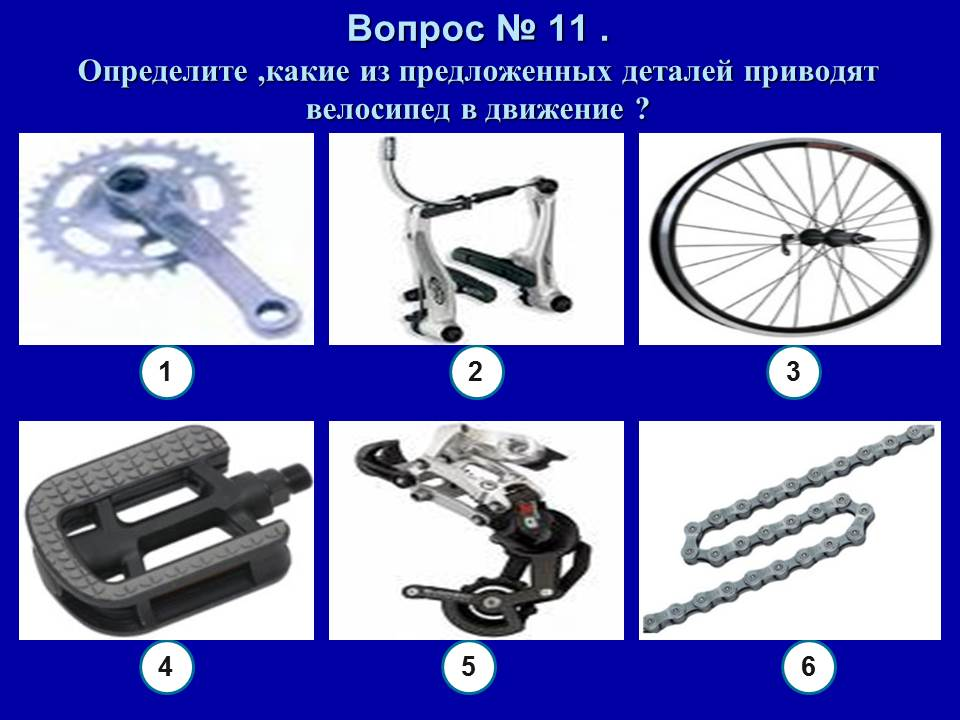 Вопрос № 11 .
Определите ,какие из предложенных деталей приводят
велосипед в движение ?
1
2
3
4
5
6